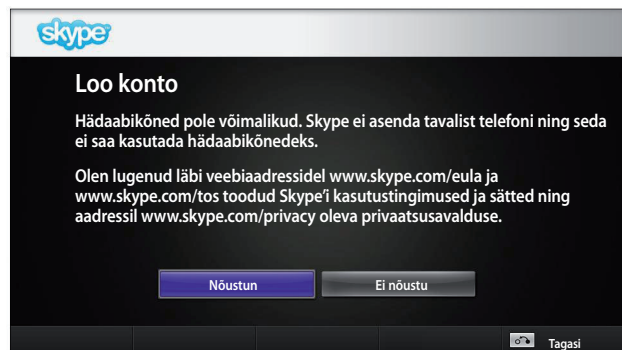 skype
Loo konto
Hädaabikõned pole võimalikud. Skype ei asenda tavalist telefoni ning seda
ei saa kasutada hädaabikõnedeks.
Olen lugenud läbi veebiaadressidel www.skype.com/eula ja
www.skype.com/tos toodud Skype’i kasutustingimused ja sätted ning
aadressil www.skype.com/privacy oleva privaatsusavalduse.
Nõustun
Ei nõustu
Tagasi